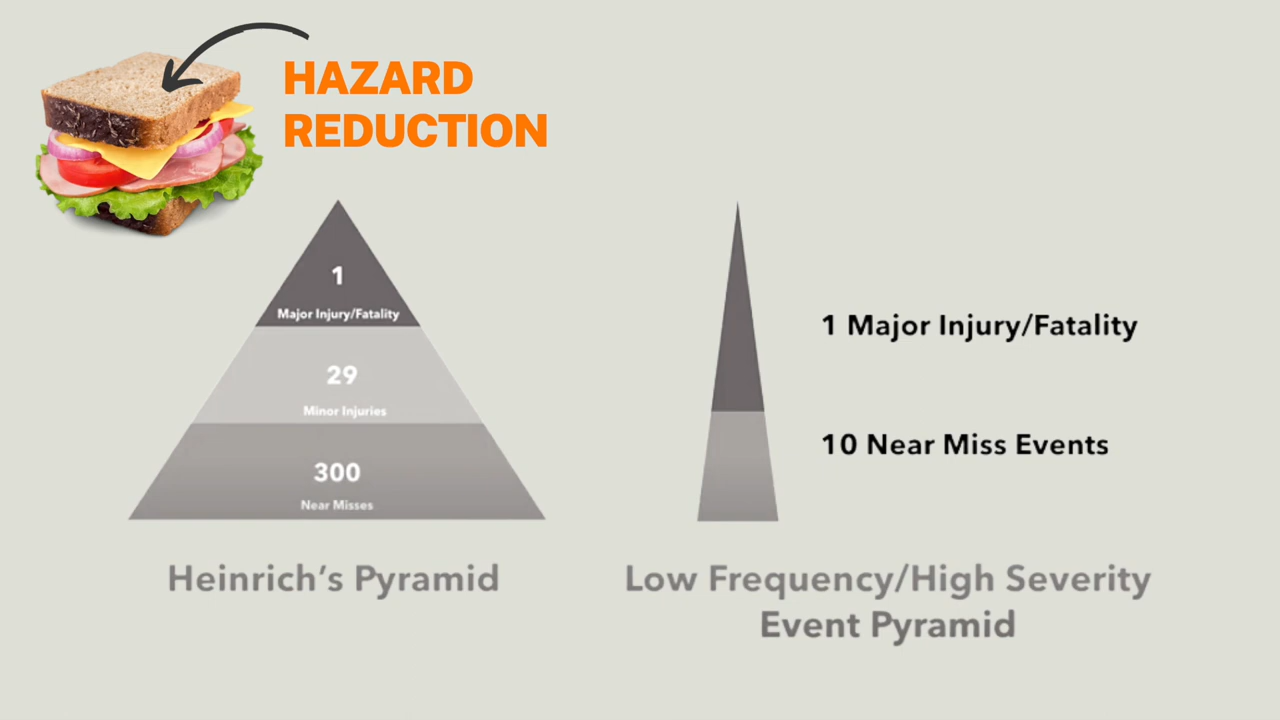 HAZARD
REDUCTION
1
Major Injury/Fatality
29
Minor Injuries
300
Near Misses
Heinrich’s Pyramid
1 Major Injury/Fatality
10 Near Miss Events
Low Frequency/High Severity
Event Pyramid